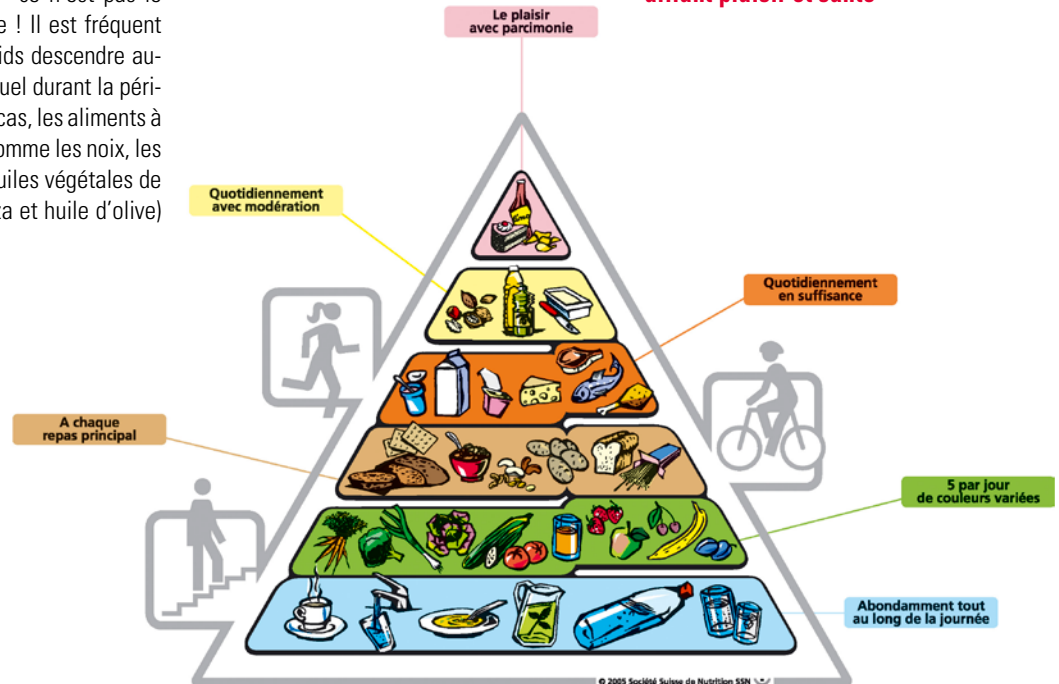 ce n'est pas le
e ! Il est fréquent
ids descendre au-
uel durant la péri-
cas, les aliments à
omme les noix, les
uiles végétales de
a et huile d'olive)
Le plaisir
avec parcimonie
Quotidiennement
avec modération
Quotidiennement
en suffisance
A chaque
repas principal
5 par jour
de couleurs variées
Abondamment tout
au long de la journée
© 2005 Société Suisse de Nutrition SSN